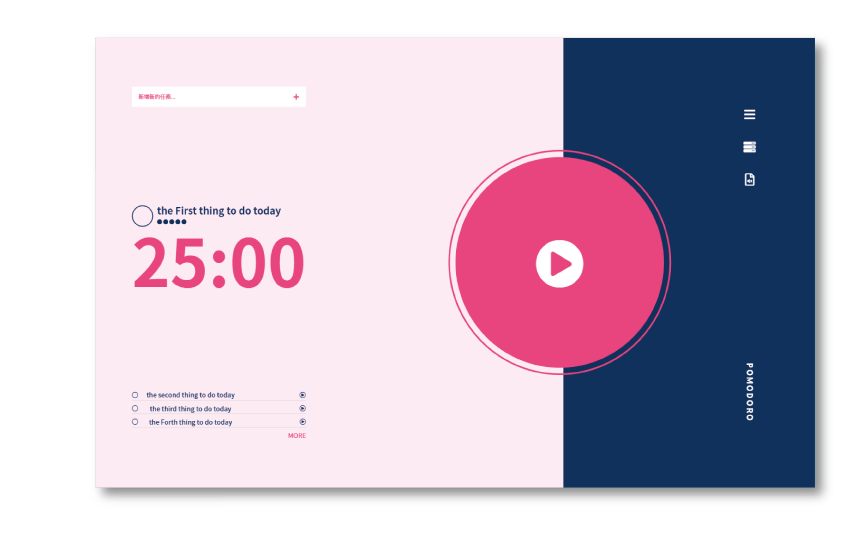 新增新的任務...
the First thing to do today
25:00
the second thing to do today
the third thing to do today
the Forth thing to do today
MORE
POMODORO